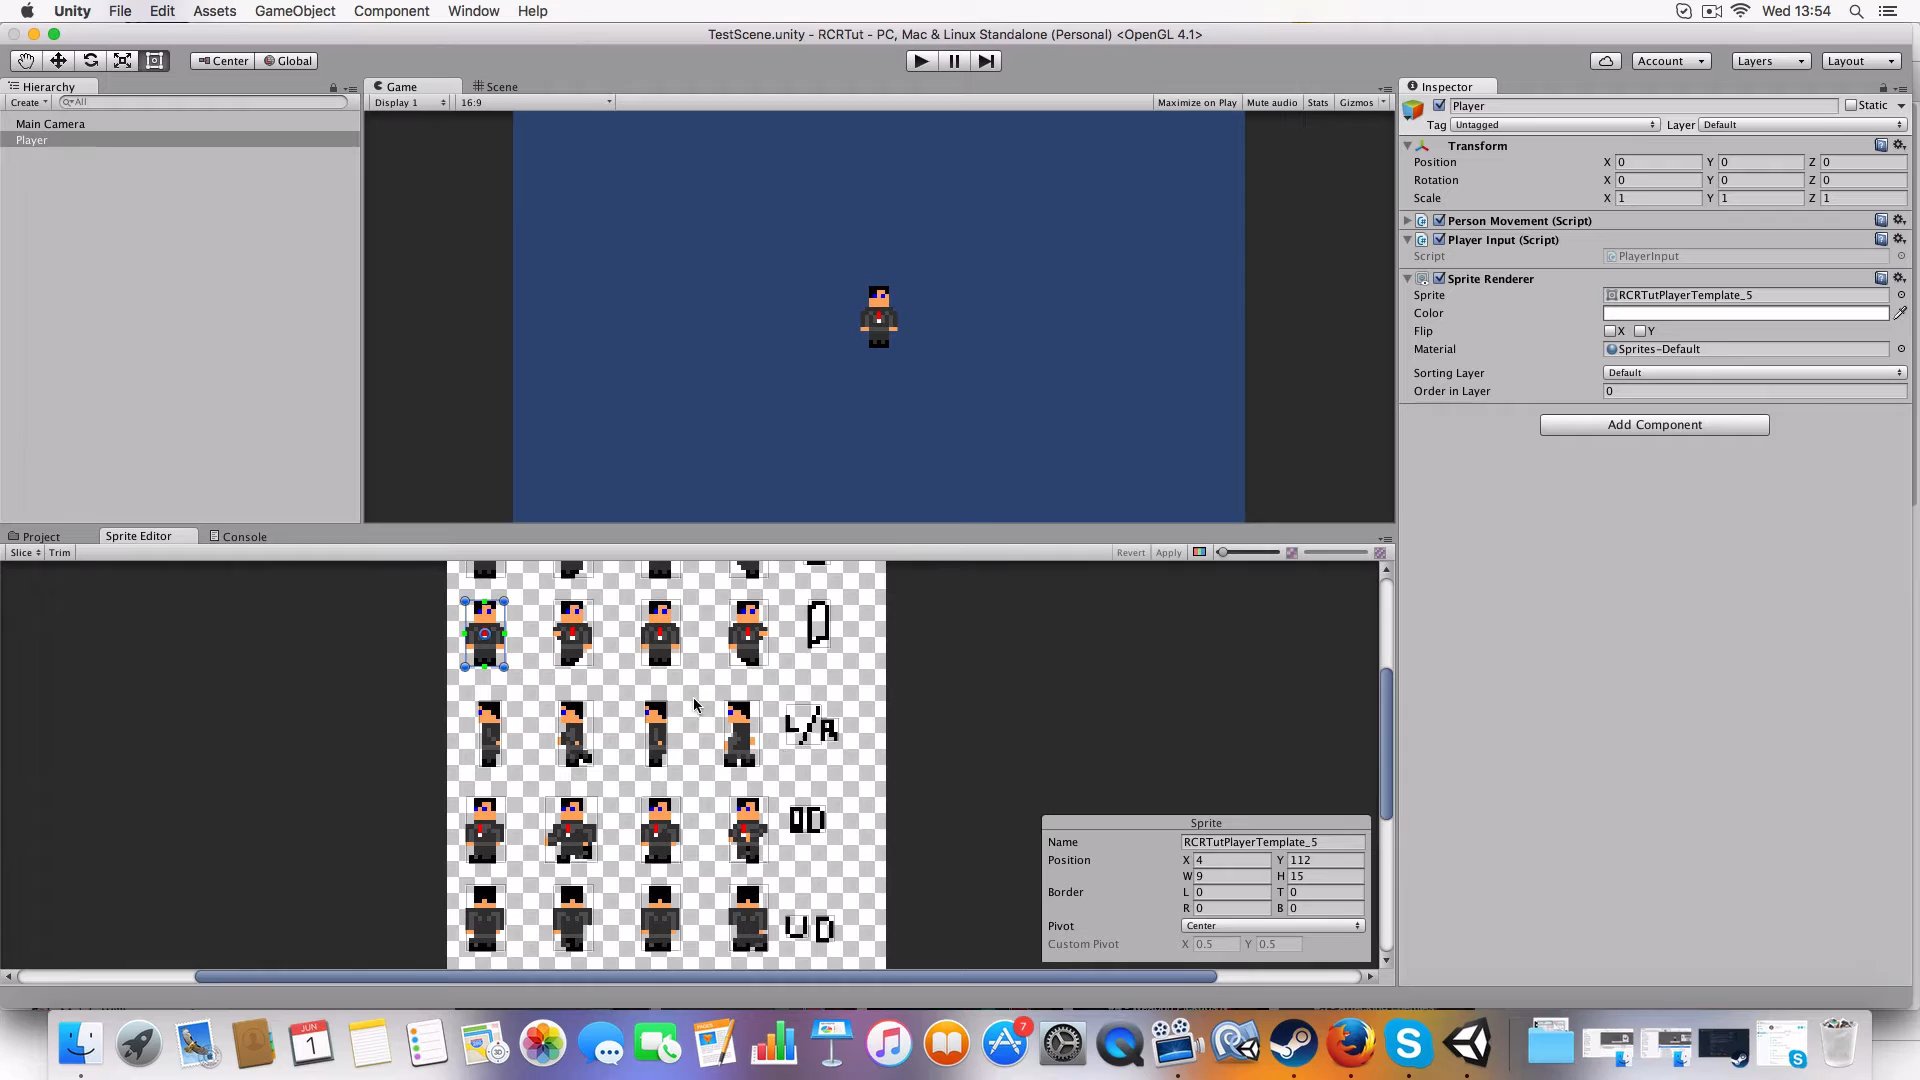 Unity File Edit Assets GameObject Component Window Help Wed 13:54
TestScene.unity - RCRTut - PC, Mac & Linux Standalone (Personal) <OpenGL 4.1>
Center Global Account Layers Layout
Hierarchy
Create All
Main Camera
Player
Game Scene
Display 1 16:9 Maximize on Play Mute audio Stats Gizmos
Inspector
Player Static
Tag Untagged Layer Default
Transform
Position X 0 Y 0 Z 0
Rotation X 0 Y 0 Z 0
Scale X 1 Y 1 Z 1
Person Movement (Script)
Player Input (Script)
Script PlayerInput
Sprite Renderer
Sprite RCRTutPlayerTemplate_5
Color
Flip X Y
Material Sprites-Default
Sorting Layer Default
Order in Layer 0
Add Component
Project Sprite Editor Console
Slice Trim Revert Apply
D
L/R
DD
UD
Sprite
Name RCRTutPlayerTemplate_5
Position X 4 Y 112
W 9 H 15
Border L 0 T 0
R 0 B 0
Pivot Center
Custom Pivot X 0.5 Y 0.5
JUN
1
7